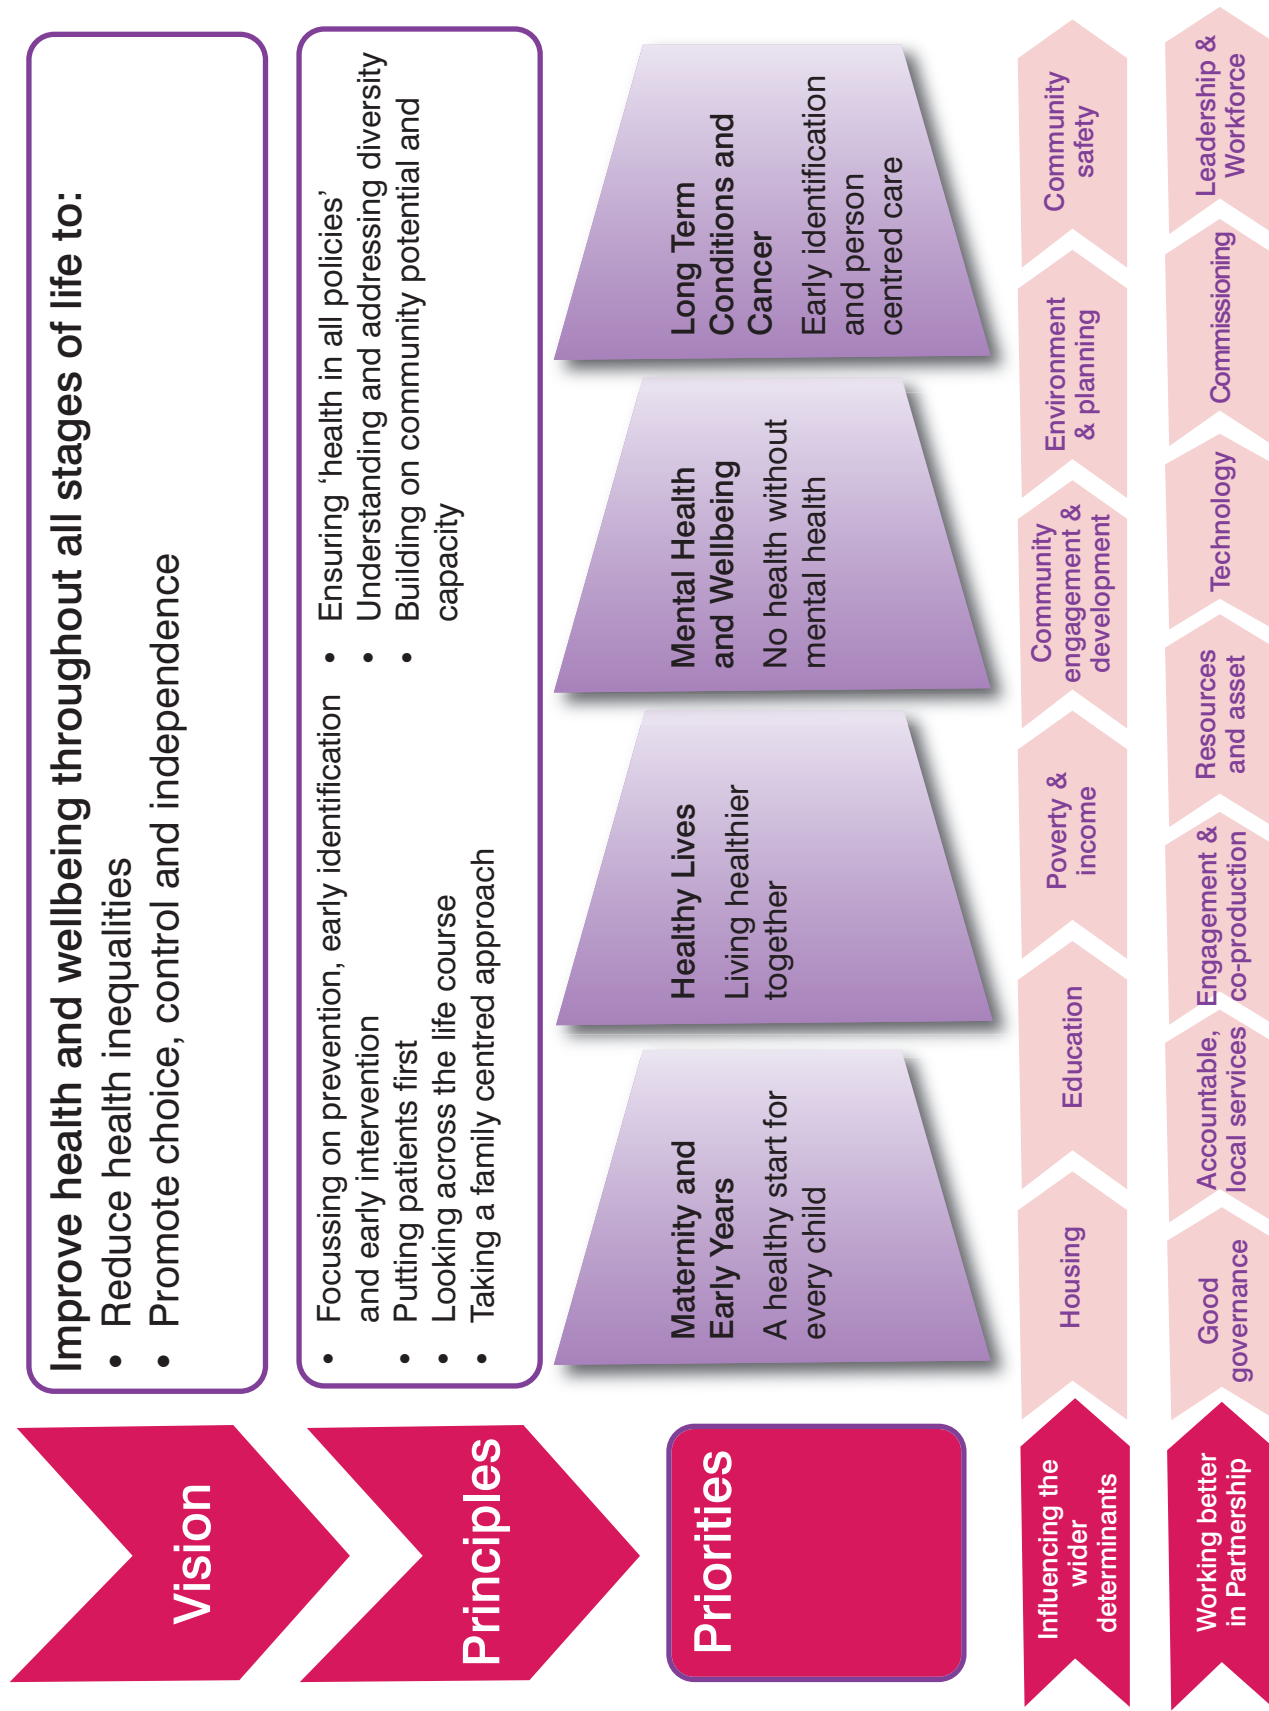 Vision
Improve health and wellbeing throughout all stages of life to:
• Reduce health inequalities
• Promote choice, control and independence
Principles
• Focussing on prevention, early identification
and early intervention
• Putting patients first
• Looking across the life course
• Taking a family centred approach
• Ensuring ‘health in all policies’
• Understanding and addressing diversity
• Building on community potential and
capacity
Priorities
Maternity and
Early Years
A healthy start for
every child
Healthy Lives
Living healthier
together
Mental Health
and Wellbeing
No health without
mental health
Long Term
Conditions and
Cancer
Early identification
and person
centred care
Influencing the
wider
determinants
Housing
Education
Poverty &
income
Community
engagement &
development
Environment
& planning
Community
safety
Working better
in Partnership
Good
governance
Accountable,
local services
Engagement &
co-production
Resources
and asset
Technology
Commissioning
Leadership &
Workforce